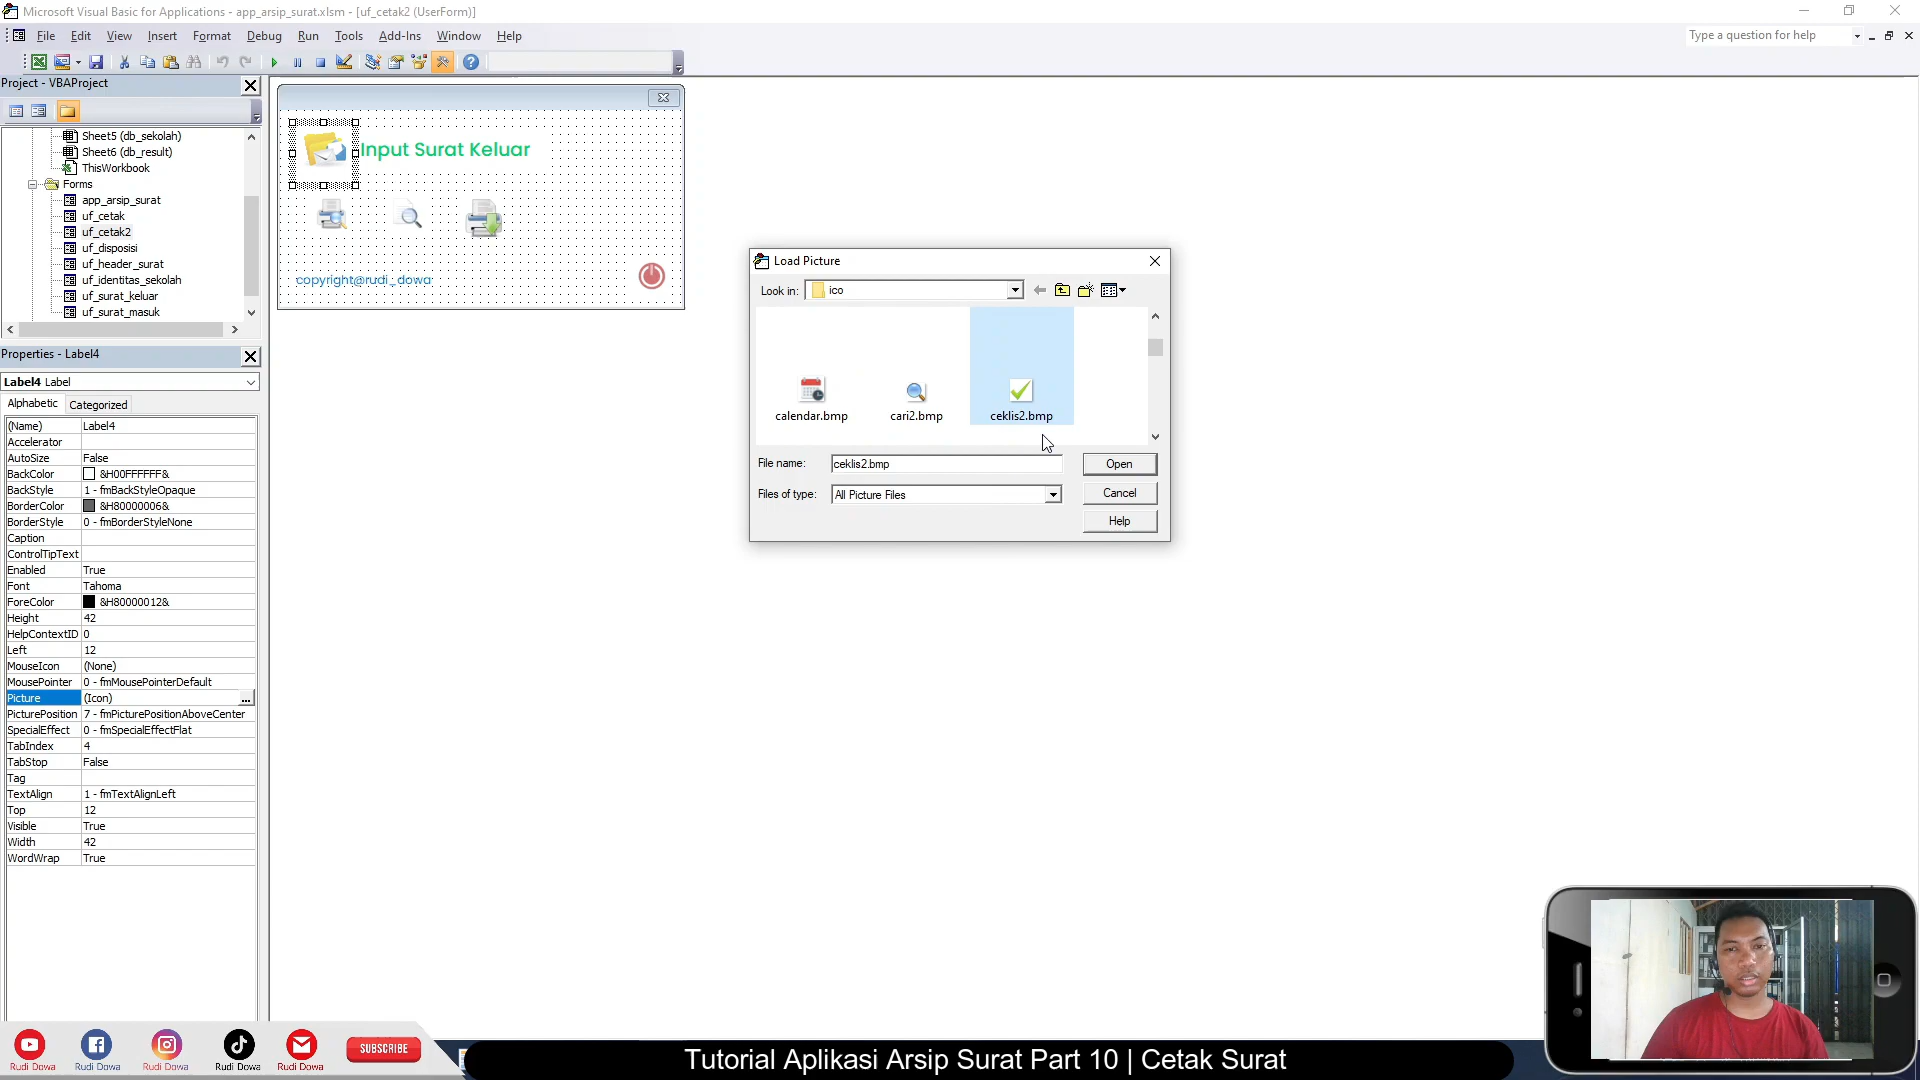 Microsoft Visual Basic for Applications - app_arsip_surat.xlsm - [uf_cetak2 (UserForm)]
File Edit View Insert Format Debug Run Tools Add-Ins Window Help
Type a question for help
Project - VBAProject
Sheet5 (db_sekolah)
Sheet6 (db_result)
ThisWorkbook
Forms
app_arsip_surat
uf_cetak
uf_cetak2
uf_disposisi
uf_header_surat
uf_identitas_sekolah
uf_surat_keluar
uf_surat_masuk
Properties - Label4
Label4 Label
Alphabetic Categorized
(Name) Label4
Accelerator
AutoSize False
BackColor &H00FFFFFF&
BackStyle 1 - fmBackStyleOpaque
BorderColor &H80000006&
BorderStyle 0 - fmBorderStyleNone
Caption
ControlTipText
Enabled True
Font Tahoma
ForeColor &H80000012&
Height 42
HelpContextID 0
Left 12
MouseIcon (None)
MousePointer 0 - fmMousePointerDefault
Picture (Icon) ...
PicturePosition 7 - fmPicturePositionAboveCenter
SpecialEffect 0 - fmSpecialEffectFlat
TabIndex 4
TabStop False
Tag
TextAlign 1 - fmTextAlignLeft
Top 12
Visible True
Width 42
WordWrap True
Input Surat Keluar
copyright@rudi_dowa
Load Picture
Look in: ico
calendar.bmp cari2.bmp ceklis2.bmp
File name: ceklis2.bmp Open
Files of type: All Picture Files Cancel
Help
Rudi Dowa Rudi Dowa Rudi Dowa Rudi Dowa Rudi Dowa
SUBSCRIBE
Tutorial Aplikasi Arsip Surat Part 10 | Cetak Surat